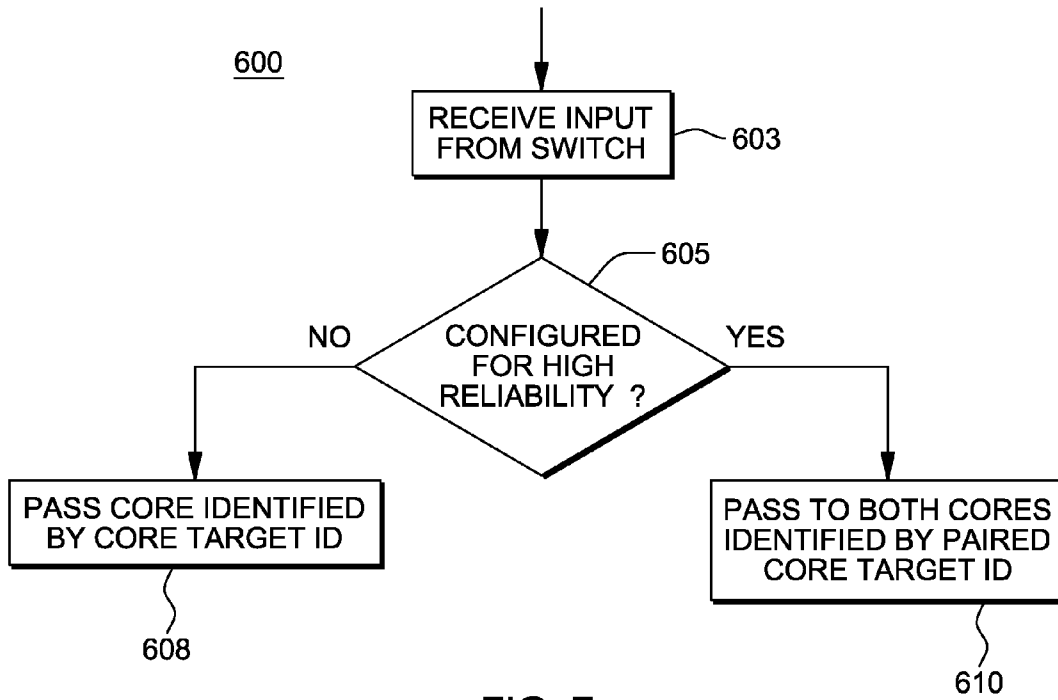 600
RECEIVE INPUT
FROM SWITCH
603
605
CONFIGURED
FOR HIGH
RELIABILITY ?
NO
YES
PASS CORE IDENTIFIED
BY CORE TARGET ID
608
PASS TO BOTH CORES
IDENTIFIED BY PAIRED
CORE TARGET ID
610